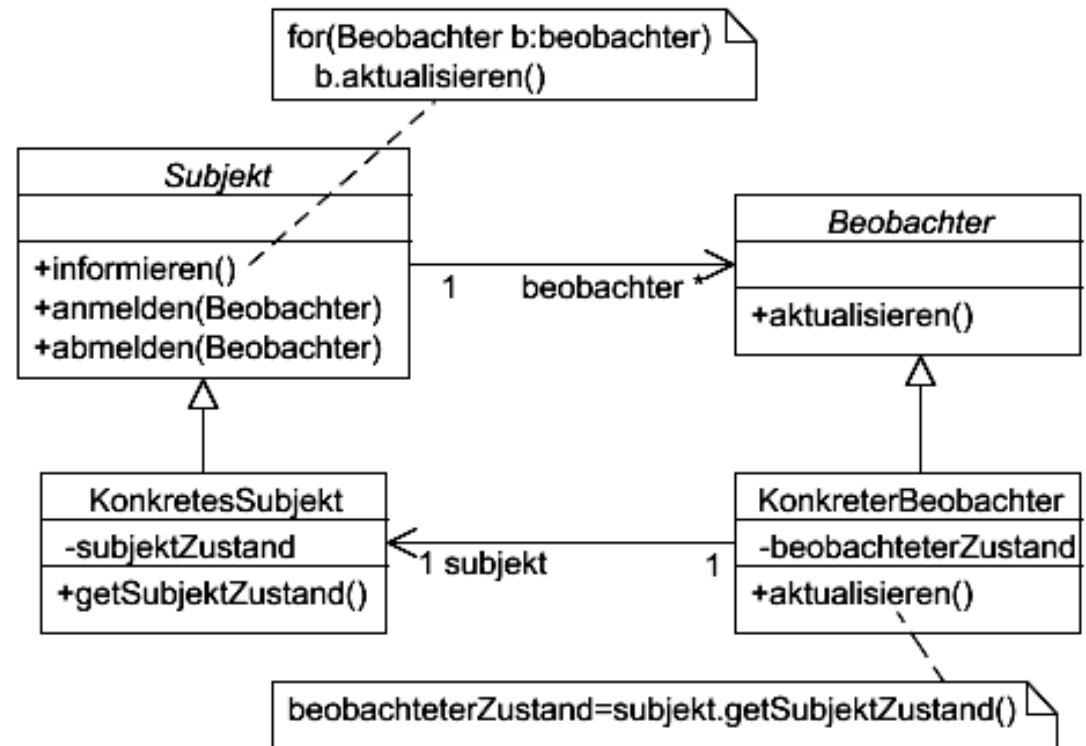 for(Beobachter b:beobachter)
b.aktualisieren()
Subjekt
+informieren()
+anmelden(Beobachter)
+abmelden(Beobachter)
1
beobachter *
Beobachter
+aktualisieren()
KonkretesSubjekt
-subjektZustand
+getSubjektZustand()
1 subjekt
1
KonkreterBeobachter
-beobachteterZustand
+aktualisieren()
beobachteterZustand=subjekt.getSubjektZustand()